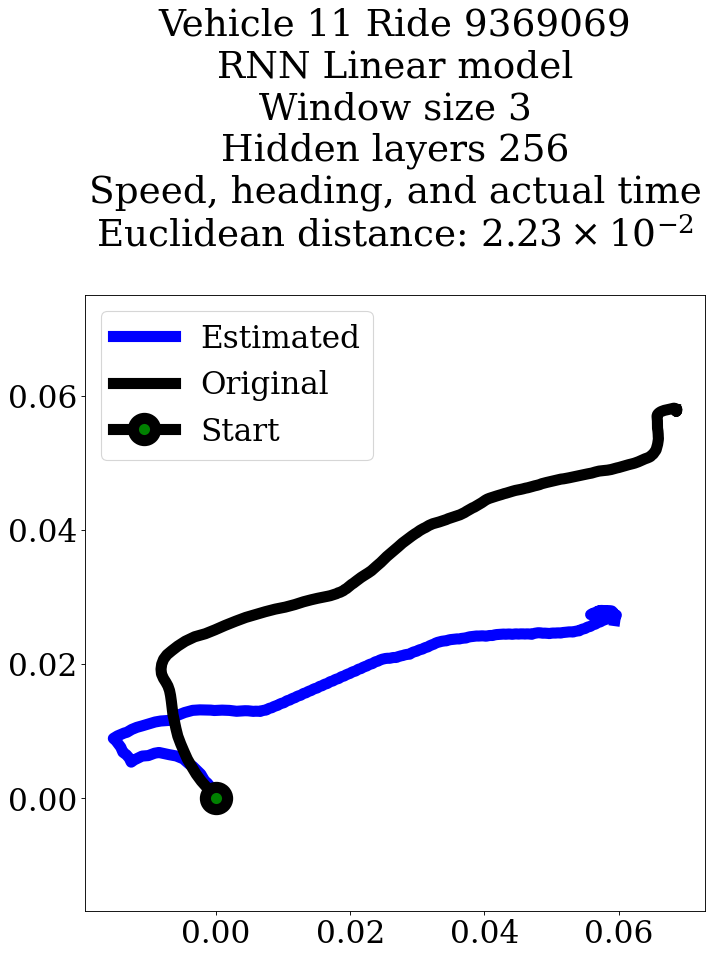 Vehicle 11 Ride 9369069
RNN Linear model
Window size 3
Hidden layers 256
Speed, heading, and actual time
Euclidean distance: 2.23 × 10⁻²
Estimated
Original
Start
0.06
0.04
0.02
0.00
0.00 0.02 0.04 0.06